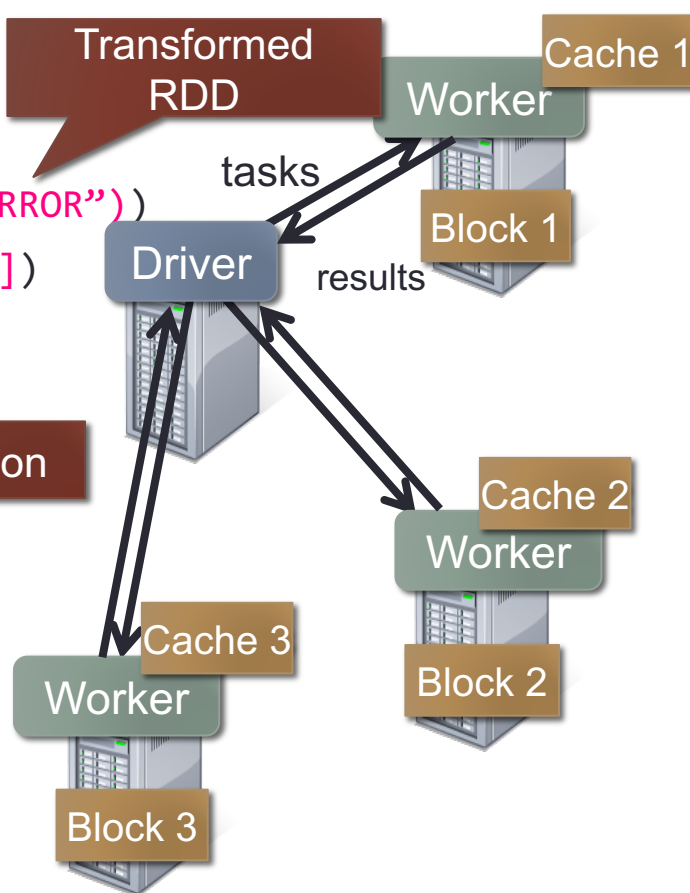 Transformed
RDD
Cache 1
Worker
tasks
RROR”))
Block 1
])
Driver
results
on
Cache 2
Worker
Cache 3
Block 2
Worker
Block 3